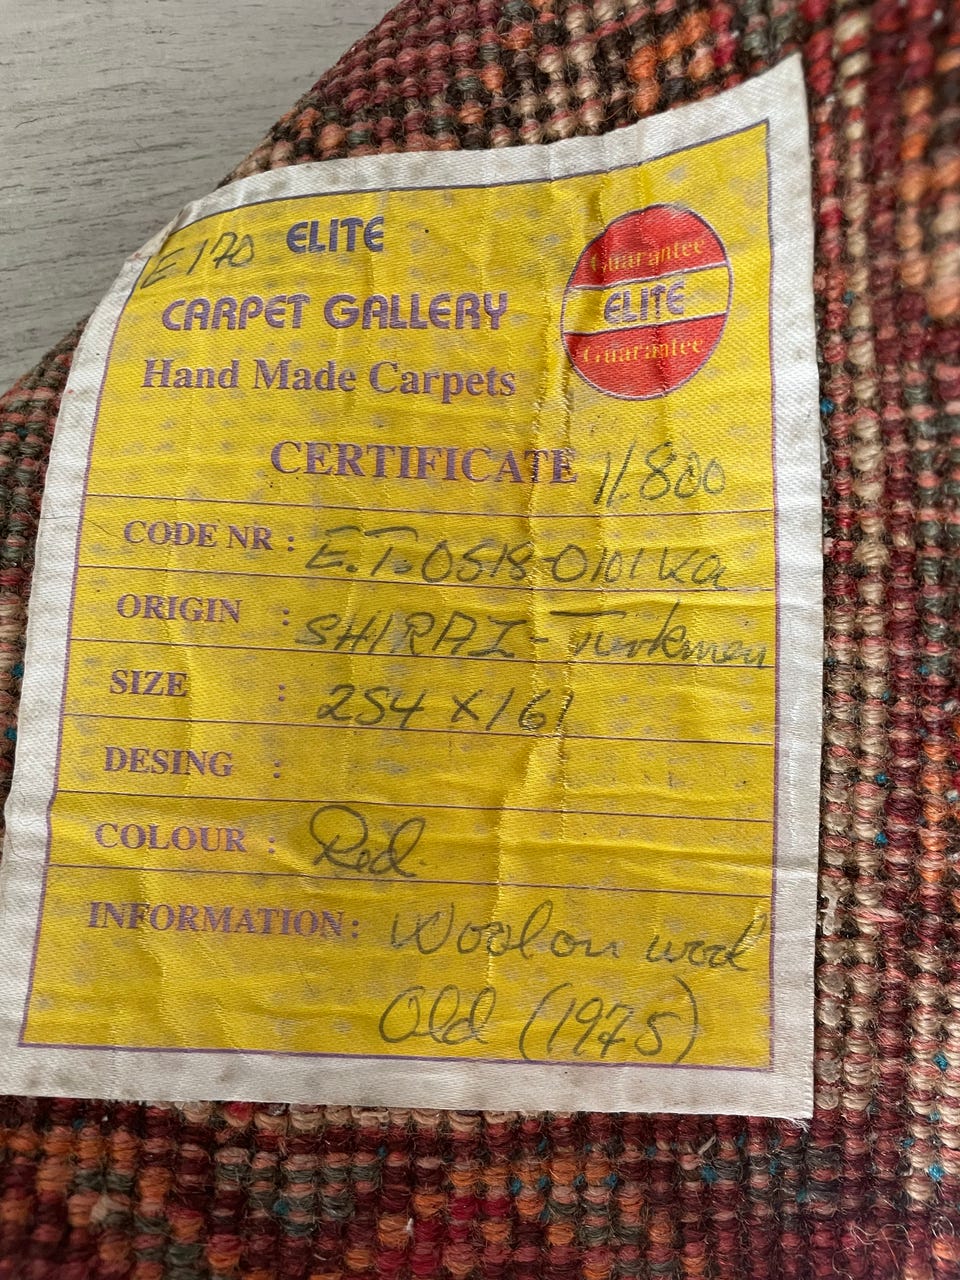 E170 ELITE
CARPET GALLERY
Hand Made Carpets
Guarantee
ELITE
Guarantee
CERTIFICATE 11.800
CODE NR : E.T. 0518-0101 Ka
ORIGIN : SHIRAZ - Turkmen
SIZE : 254 X 161
DESING :
COLOUR : Red.
INFORMATION : Wool on wool
Old (1975)